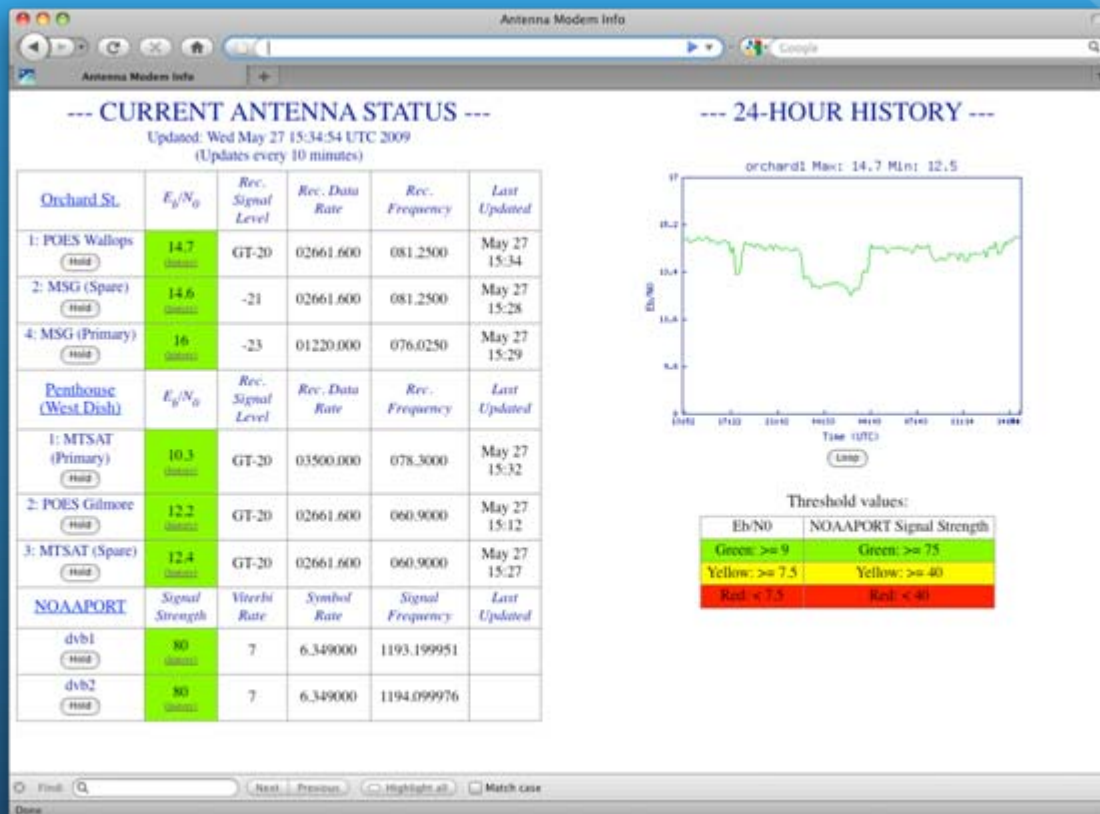 Antenna Modem Info
Google
Antenna Modem Info
--- CURRENT ANTENNA STATUS ---
Updated: Wed May 27 15:34:54 UTC 2009
(Updates every 10 minutes)
Orchard St. Eb/N0 Rec. Signal Level Rec. Data Rate Rec. Frequency Last Updated
1: POES Wallops Hold 14.7 GT-20 02661.600 081.2500 May 27 15:34
2: MSG (Spare) Hold 14.6 -21 02661.600 081.2500 May 27 15:28
4: MSG (Primary) Hold 16 -23 01220.000 076.0250 May 27 15:29
Penthouse (West Dish) Eb/N0 Rec. Signal Level Rec. Data Rate Rec. Frequency Last Updated
1: MTSAT (Primary) Hold 10.3 GT-20 03500.000 078.3000 May 27 15:32
2: POES Gilmore Hold 12.2 GT-20 02661.600 060.9000 May 27 15:12
3: MTSAT (Spare) Hold 12.4 GT-20 02661.600 060.9000 May 27 15:27
NOAAPORT Signal Strength Viterbi Rate Symbol Rate Signal Frequency Last Updated
dvb1 Hold 80 7 6.349000 1193.199951
dvb2 Hold 80 7 6.349000 1194.099976
--- 24-HOUR HISTORY ---
orchard1 Max: 14.7 Min: 12.5
17
15.2
13.4
Eb/N0
Time (UTC)
Loop
Threshold values:
Eb/N0 NOAAPORT Signal Strength
Green: >= 9 Green: >= 75
Yellow: >= 7.5 Yellow: >= 40
Red: < 7.5 Red: < 40
Find: Next Previous Highlight all Match case
Done